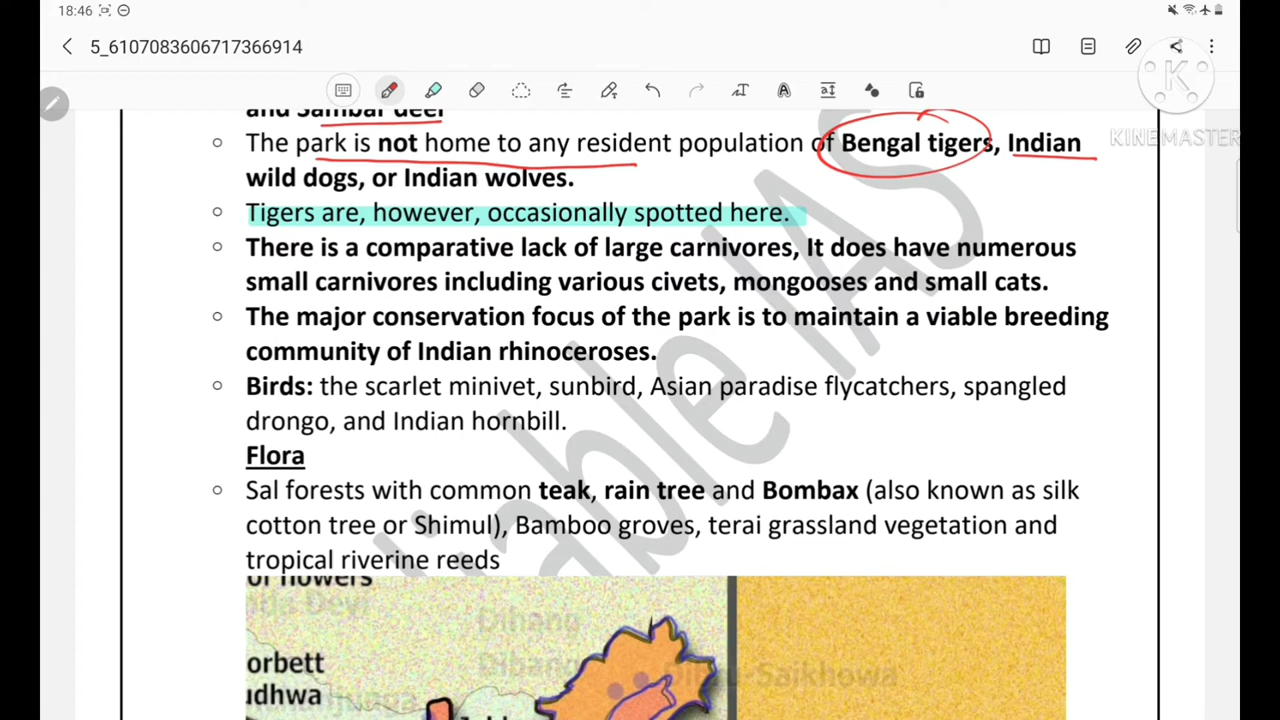 18:46
5_6107083606717366914
KINEMASTER
and Sambar deer
The park is not home to any resident population of Bengal tigers, Indian
wild dogs, or Indian wolves.
Tigers are, however, occasionally spotted here.
There is a comparative lack of large carnivores, It does have numerous
small carnivores including various civets, mongooses and small cats.
The major conservation focus of the park is to maintain a viable breeding
community of Indian rhinoceroses.
Birds: the scarlet minivet, sunbird, Asian paradise flycatchers, spangled
drongo, and Indian hornbill.
Flora
Sal forests with common teak, rain tree and Bombax (also known as silk
cotton tree or Shimul), Bamboo groves, terai grassland vegetation and
tropical riverine reeds
of flowers
Dihang
orbett
Dibang
-Saikhowa
udhwa